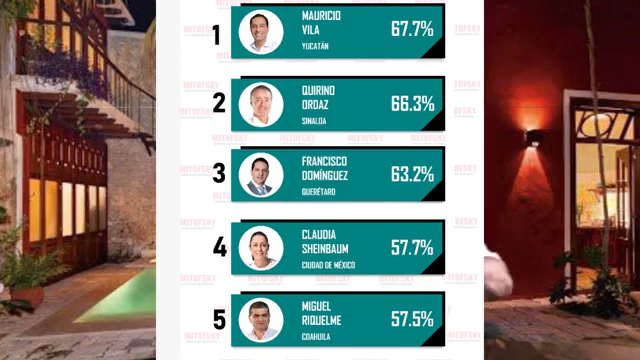 MITOFSKY
1
MAURICIO
VILA
YUCATÁN
67.7%
2
QUIRINO
ORDAZ
SINALOA
66.3%
3
FRANCISCO
DOMÍNGUEZ
QUERÉTARO
63.2%
4
CLAUDIA
SHEINBAUM
CIUDAD DE MÉXICO
57.7%
5
MIGUEL
RIQUELME
COAHUILA
57.5%